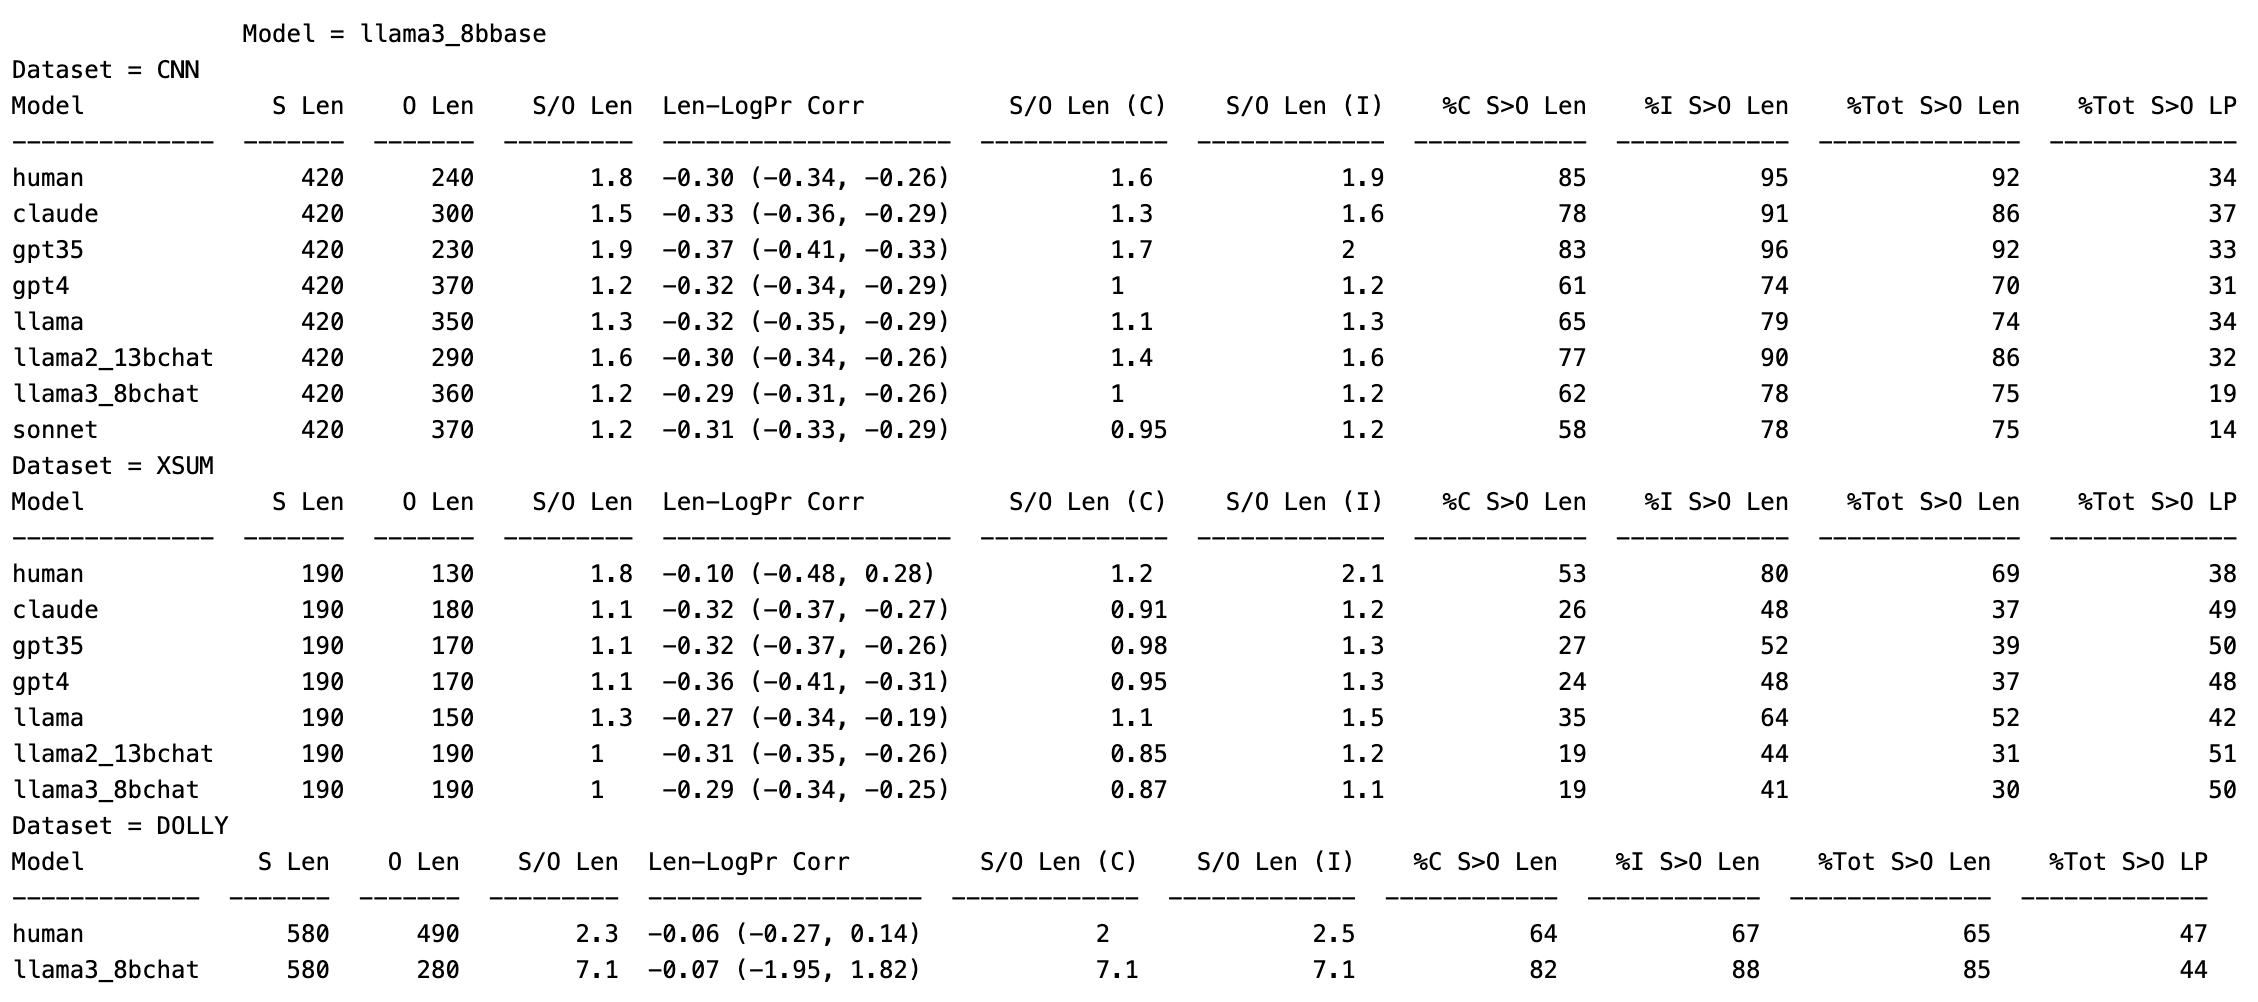 Model = llama3_8bbase
Dataset = CNN
Model S Len O Len S/O Len Len-LogPr Corr S/O Len (C) S/O Len (I) %C S>O Len %I S>O Len %Tot S>O Len %Tot S>O LP
-------------- ------- ------- --------- -------------------- ------------- ------------- ------------ ------------ -------------- -------------
human 420 240 1.8 -0.30 (-0.34, -0.26) 1.6 1.9 85 95 92 34
claude 420 300 1.5 -0.33 (-0.36, -0.29) 1.3 1.6 78 91 86 37
gpt35 420 230 1.9 -0.37 (-0.41, -0.33) 1.7 2 83 96 92 33
gpt4 420 370 1.2 -0.32 (-0.34, -0.29) 1 1.2 61 74 70 31
llama 420 350 1.3 -0.32 (-0.35, -0.29) 1.1 1.3 65 79 74 34
llama2_13bchat 420 290 1.6 -0.30 (-0.34, -0.26) 1.4 1.6 77 90 86 32
llama3_8bchat 420 360 1.2 -0.29 (-0.31, -0.26) 1 1.2 62 78 75 19
sonnet 420 370 1.2 -0.31 (-0.33, -0.29) 0.95 1.2 58 78 75 14
Dataset = XSUM
Model S Len O Len S/O Len Len-LogPr Corr S/O Len (C) S/O Len (I) %C S>O Len %I S>O Len %Tot S>O Len %Tot S>O LP
-------------- ------- ------- --------- -------------------- ------------- ------------- ------------ ------------ -------------- -------------
human 190 130 1.8 -0.10 (-0.48, 0.28) 1.2 2.1 53 80 69 38
claude 190 180 1.1 -0.32 (-0.37, -0.27) 0.91 1.2 26 48 37 49
gpt35 190 170 1.1 -0.32 (-0.37, -0.26) 0.98 1.3 27 52 39 50
gpt4 190 170 1.1 -0.36 (-0.41, -0.31) 0.95 1.3 24 48 37 48
llama 190 150 1.3 -0.27 (-0.34, -0.19) 1.1 1.5 35 64 52 42
llama2_13bchat 190 190 1 -0.31 (-0.35, -0.26) 0.85 1.2 19 44 31 51
llama3_8bchat 190 190 1 -0.29 (-0.34, -0.25) 0.87 1.1 19 41 30 50
Dataset = DOLLY
Model S Len O Len S/O Len Len-LogPr Corr S/O Len (C) S/O Len (I) %C S>O Len %I S>O Len %Tot S>O Len %Tot S>O LP
------------- ------- ------- --------- ------------------- ------------- ------------- ------------ ------------ -------------- -------------
human 580 490 2.3 -0.06 (-0.27, 0.14) 2 2.5 64 67 65 47
llama3_8bchat 580 280 7.1 -0.07 (-1.95, 1.82) 7.1 7.1 82 88 85 44